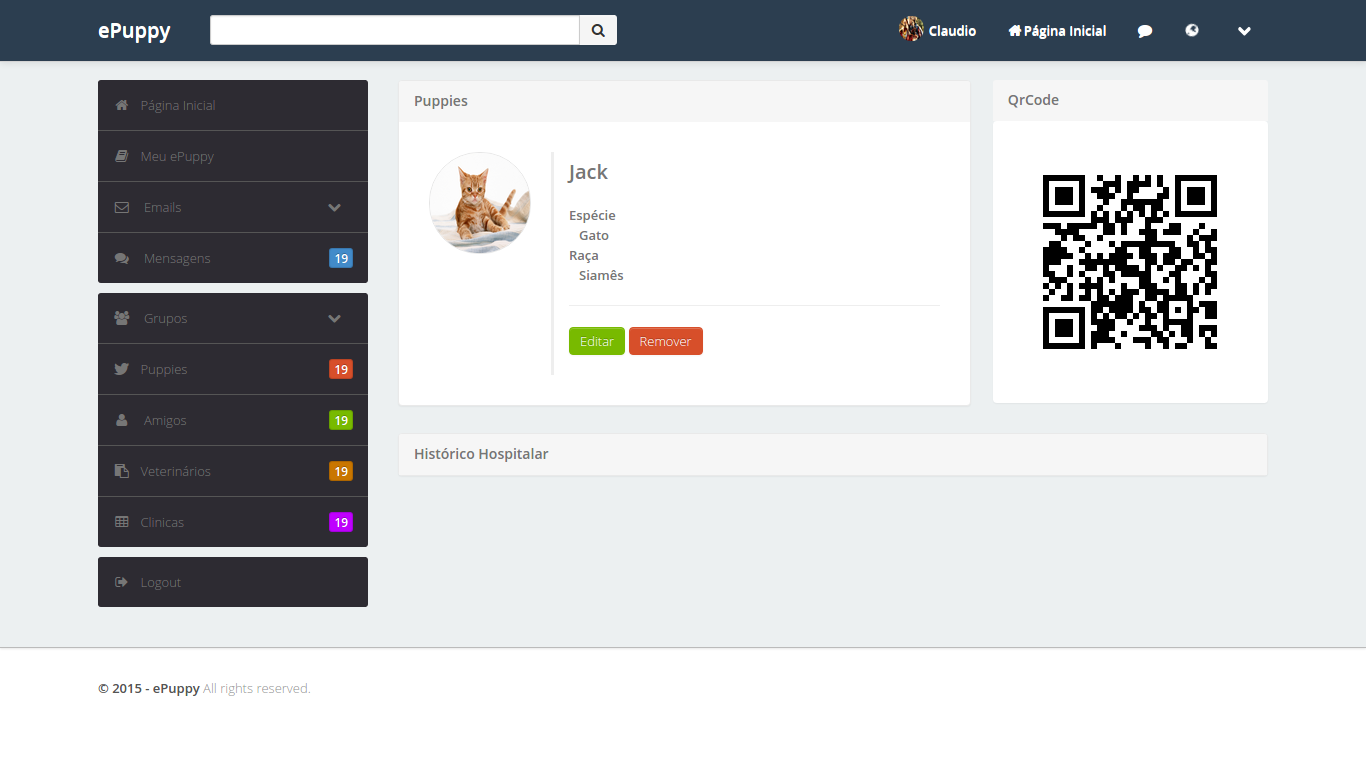 ePuppy
Claudio
Página Inicial
Página Inicial
Meu ePuppy
Emails
Mensagens 19
Grupos
Puppies 19
Amigos 19
Veterinários 19
Clinicas 19
Logout
Puppies
Jack
Espécie
Gato
Raça
Siamês
Editar Remover
QrCode
Histórico Hospitalar
© 2015 - ePuppy All rights reserved.